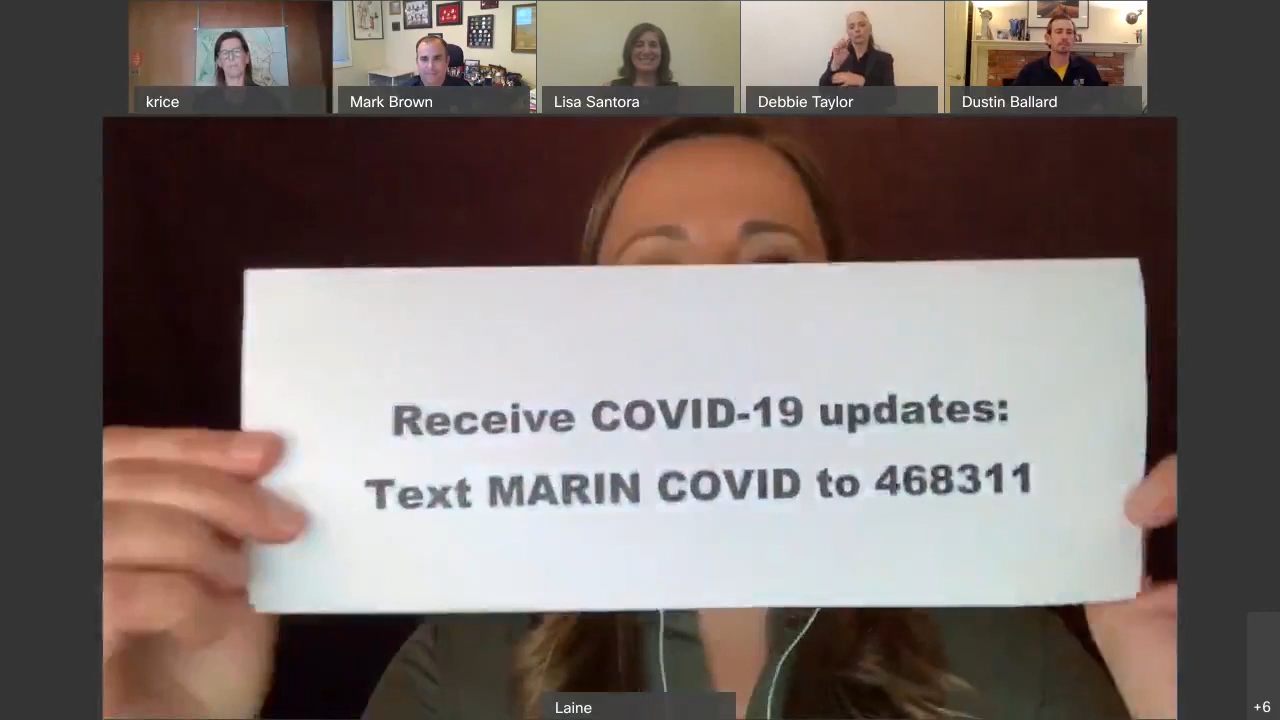 krice
Mark Brown
Lisa Santora
Debbie Taylor
Dustin Ballard
Receive COVID-19 updates:
Text MARIN COVID to 468311
Laine
+6